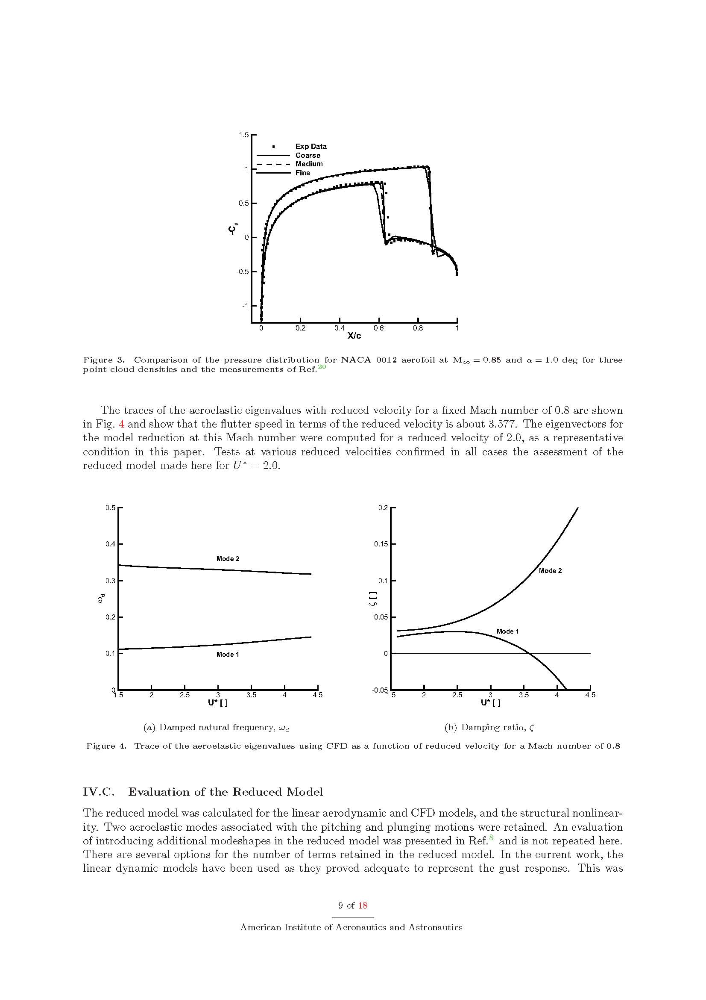 1.5
1
0.5
0
-0.5
-1
-Cp
Exp Data
Coarse
Medium
Fine
0 0.2 0.4 0.6 0.8 1
X/c
Figure 3. Comparison of the pressure distribution for NACA 0012 aerofoil at M∞ = 0.85 and α = 1.0 deg for three
point cloud densities and the measurements of Ref.20
The traces of the aeroelastic eigenvalues with reduced velocity for a fixed Mach number of 0.8 are shown
in Fig. 4 and show that the flutter speed in terms of the reduced velocity is about 3.577. The eigenvectors for
the model reduction at this Mach number were computed for a reduced velocity of 2.0, as a representative
condition in this paper. Tests at various reduced velocities confirmed in all cases the assessment of the
reduced model made here for U* = 2.0.
0.5
0.4
0.3
0.2
0.1
0
ωd
Mode 2
Mode 1
1.5 2 2.5 3 3.5 4 4.5
U* [ ]
(a) Damped natural frequency, ωd
0.2
0.15
0.1
0.05
0
-0.05
ζ [ ]
Mode 2
Mode 1
1.5 2 2.5 3 3.5 4 4.5
U* [ ]
(b) Damping ratio, ζ
Figure 4. Trace of the aeroelastic eigenvalues using CFD as a function of reduced velocity for a Mach number of 0.8
IV.C. Evaluation of the Reduced Model
The reduced model was calculated for the linear aerodynamic and CFD models, and the structural nonlinear-
ity. Two aeroelastic modes associated with the pitching and plunging motions were retained. An evaluation
of introducing additional modeshapes in the reduced model was presented in Ref.8 and is not repeated here.
There are several options for the number of terms retained in the reduced model. In the current work, the
linear dynamic models have been used as they proved adequate to represent the gust response. This was
9 of 18
American Institute of Aeronautics and Astronautics